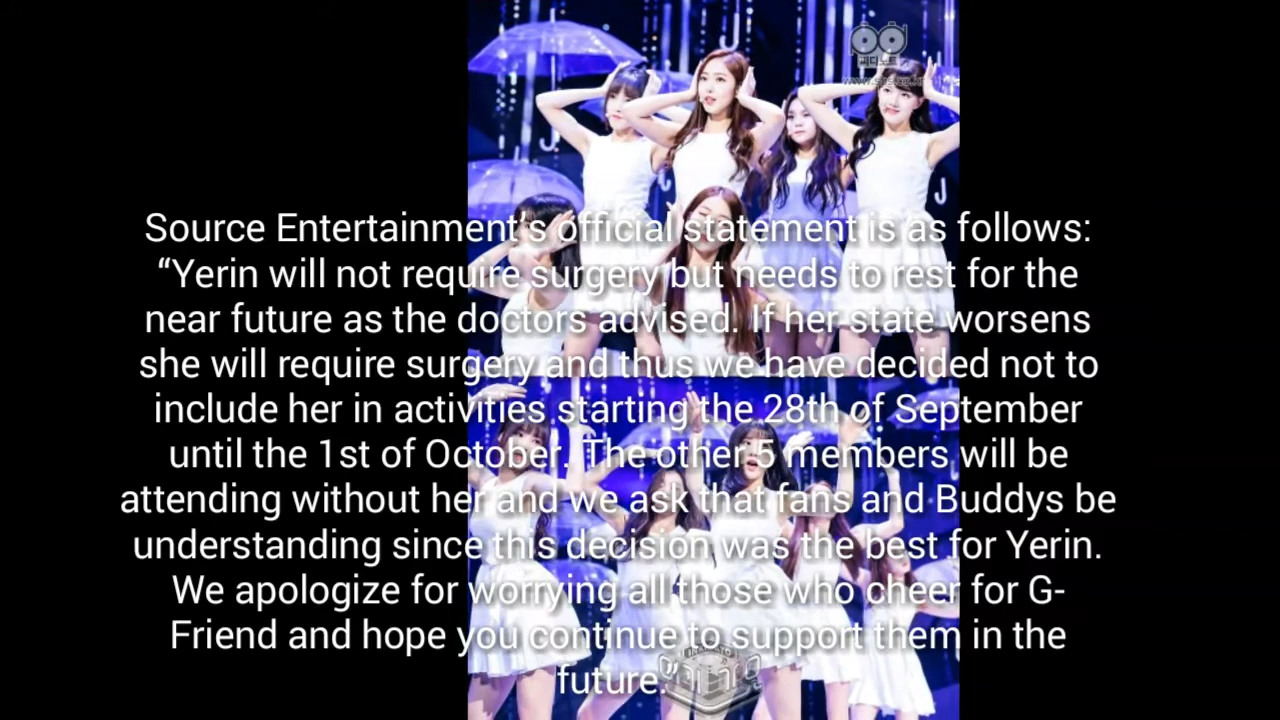 피디노트
Source Entertainment’s official statement is as follows:
“Yerin will not require surgery but needs to rest for the
near future as the doctors advised. If her state worsens
she will require surgery and thus we have decided not to
include her in activities starting the 28th of September
until the 1st of October. The other 5 members will be
attending without her and we ask that fans and Buddys be
understanding since this decision was the best for Yerin.
We apologize for worrying all those who cheer for G-
Friend and hope you continue to support them in the
future.”